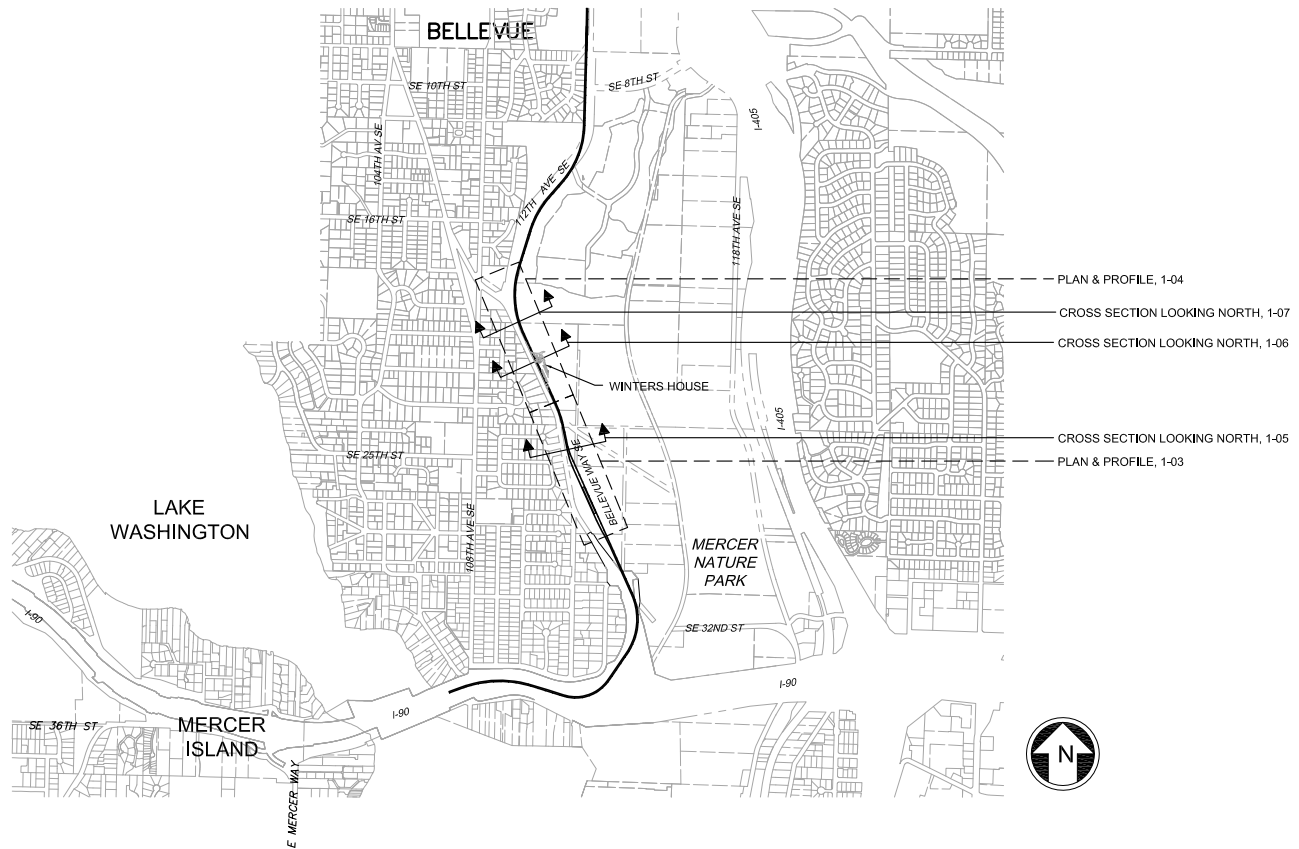 BELLEVUE
SE 10TH ST
SE 8TH ST
I-405
104TH AV SE
112TH AVE SE
SE 16TH ST
118TH AVE SE
PLAN & PROFILE, 1-04
CROSS SECTION LOOKING NORTH, 1-07
CROSS SECTION LOOKING NORTH, 1-06
WINTERS HOUSE
I-405
CROSS SECTION LOOKING NORTH, 1-05
SE 25TH ST
PLAN & PROFILE, 1-03
BELLEVUE WAY SE
LAKE
WASHINGTON
108TH AVE SE
MERCER
NATURE
PARK
I-90
SE 32ND ST
I-90
I-90
SE 36TH ST
MERCER
ISLAND
E MERCER WAY
N